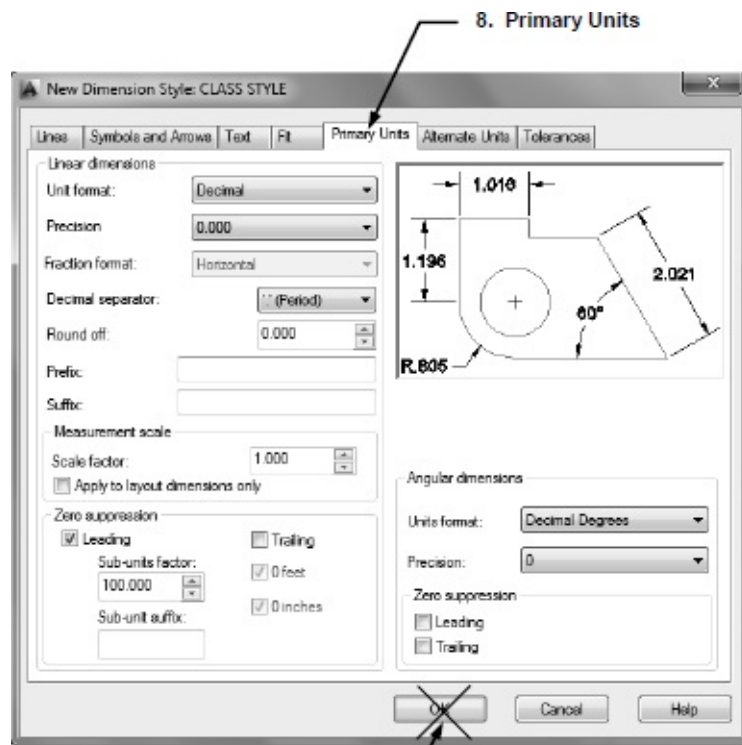 8. Primary Units
New Dimension Style: CLASS STYLE
Lines Symbols and Arrows Text Fit Primary Units Alternate Units Tolerances
Linear dimensions
Unit format: Decimal
Precision 0.000
Fraction format: Horizontal
Decimal separator: '.' (Period)
Round off: 0.000
Prefix:
Suffix:
Measurement scale
Scale factor: 1.000
Apply to layout dimensions only
Zero suppression
Leading
Trailing
Sub-units factor:
100.000
0 feet
Sub-unit suffix:
0 inches
1.016
1.196
2.021
60°
R.805
Angular dimensions
Units format: Decimal Degrees
Precision: 0
Zero suppression
Leading
Trailing
OK Cancel Help